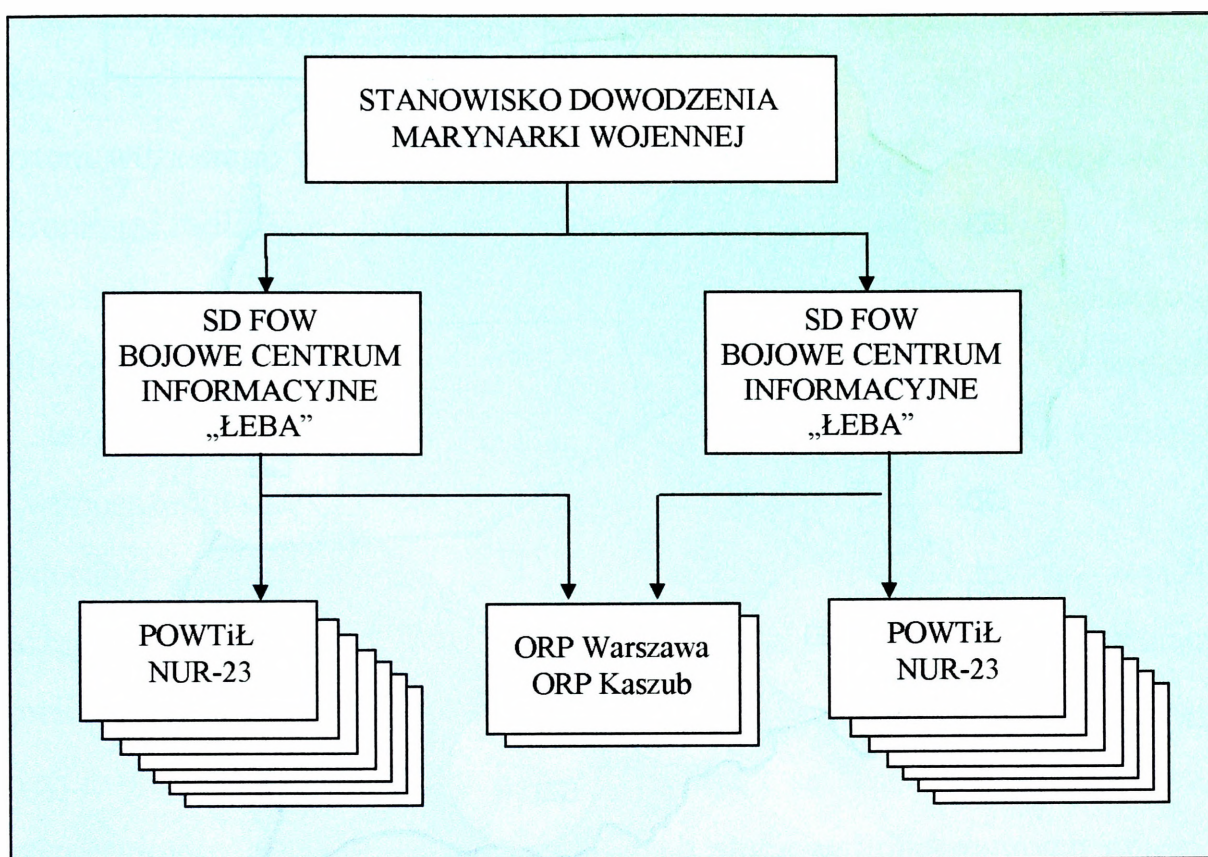 STANOWISKO DOWODZENIA
MARYNARKI WOJENNEJ
SD FOW
BOJOWE CENTRUM
INFORMACYJNE
„ŁEBA”
SD FOW
BOJOWE CENTRUM
INFORMACYJNE
„ŁEBA”
POWTiŁ
NUR-23
ORP Warszawa
ORP Kaszub
POWTiŁ
NUR-23